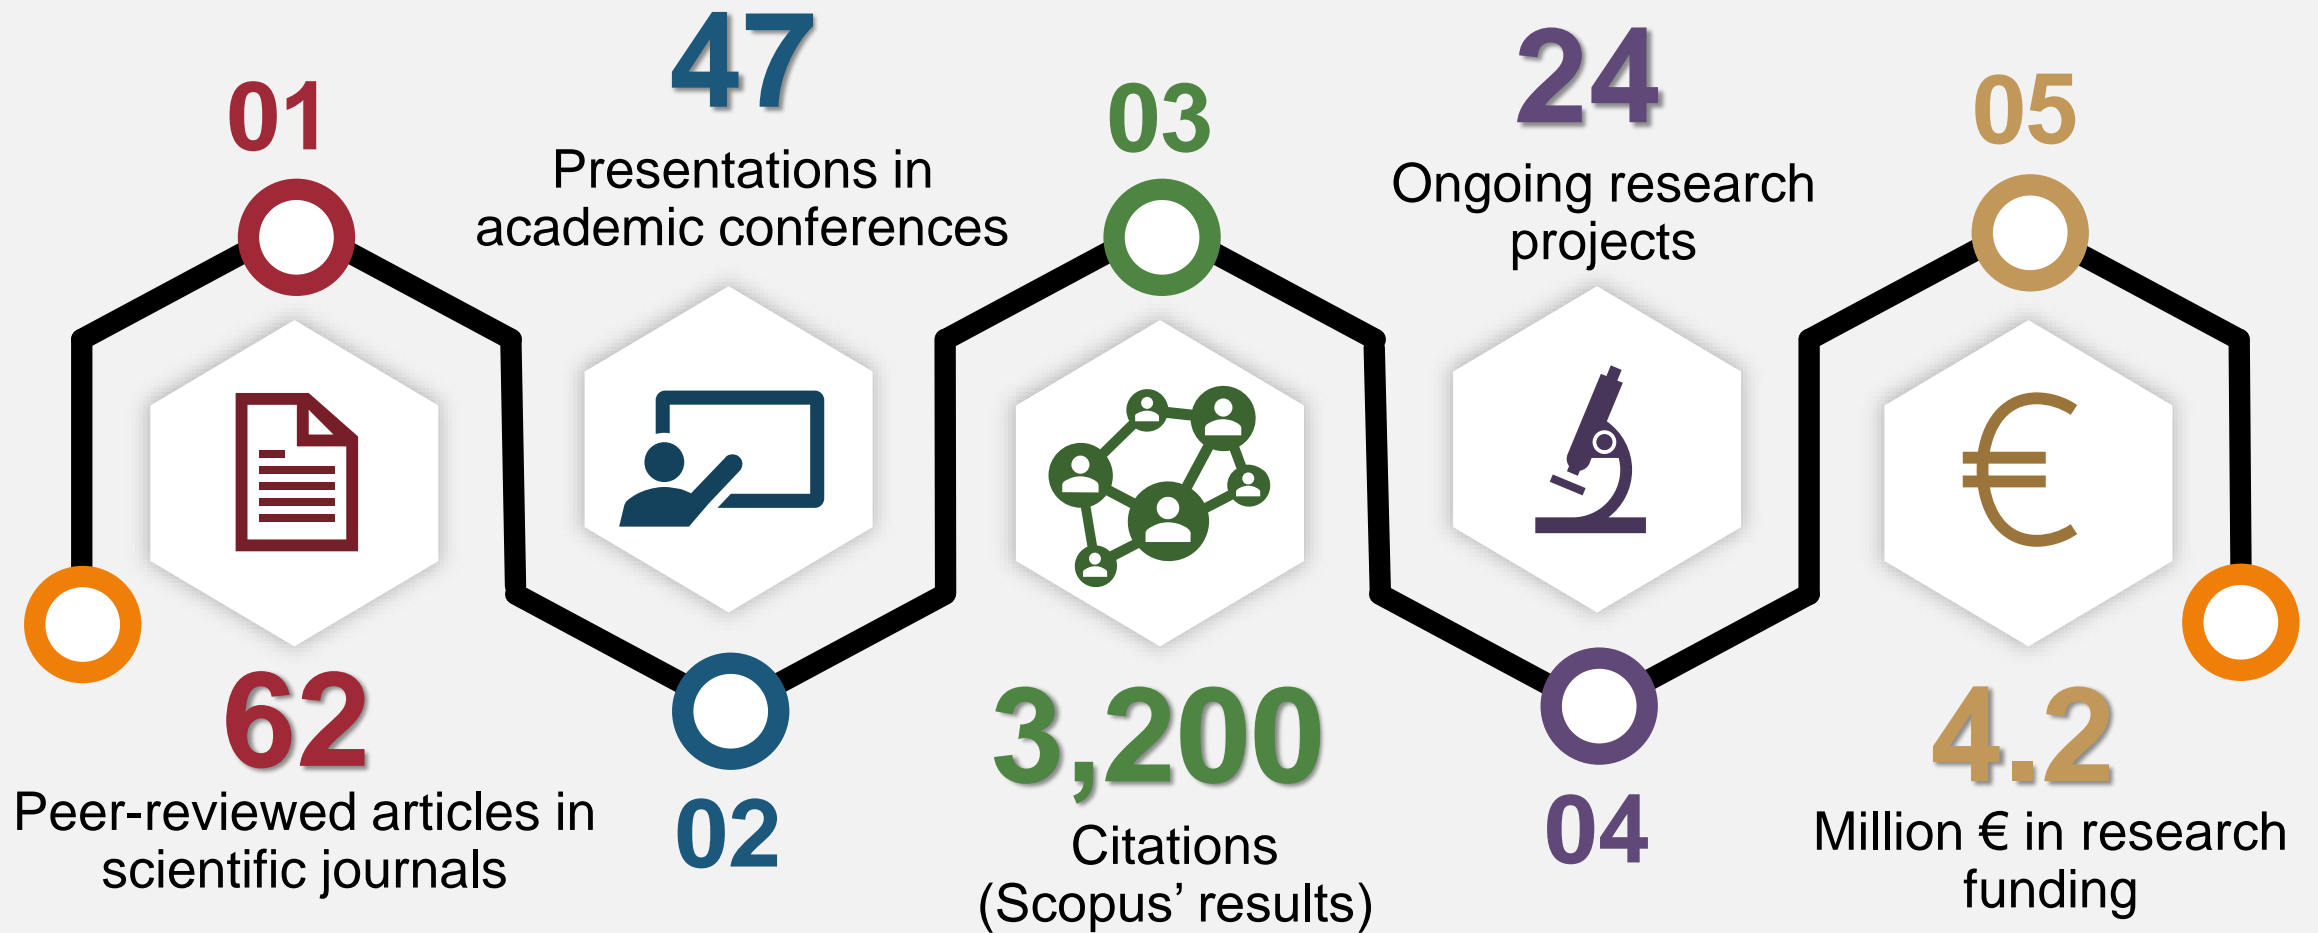 01
62
Peer-reviewed articles in
scientific journals
47
Presentations in
academic conferences
02
03
3,200
Citations
(Scopus’ results)
24
Ongoing research
projects
04
05
€
4.2
Million € in research
funding